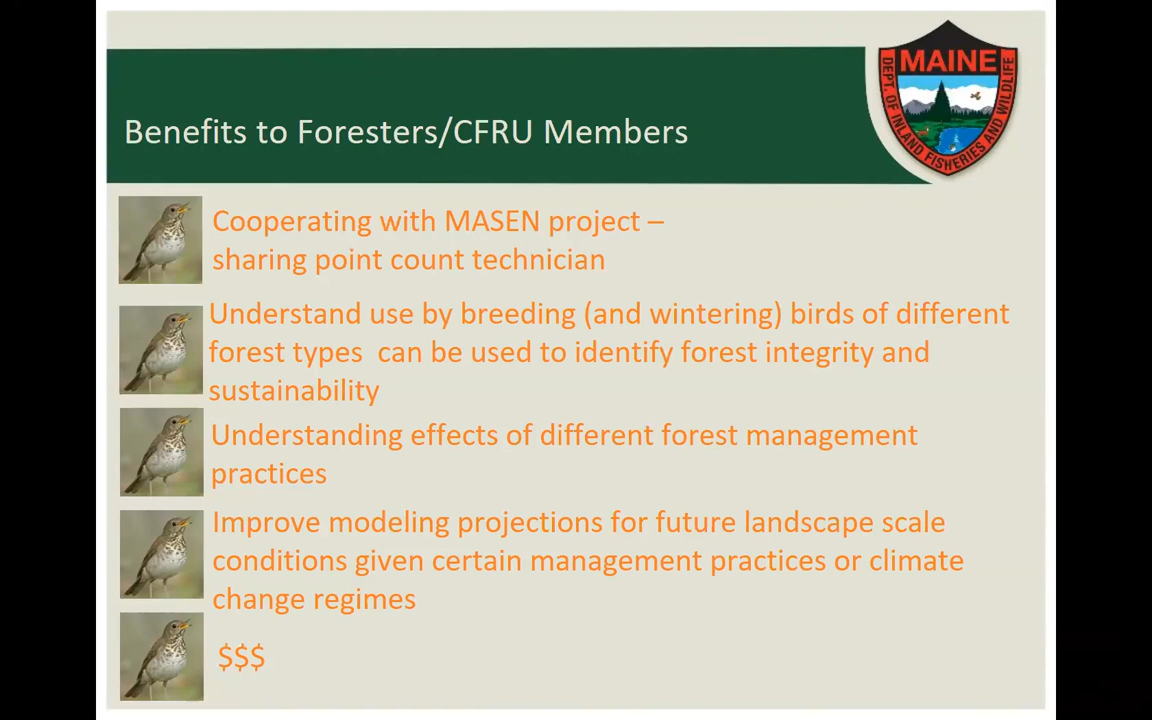 MAINE
DEPT. OF INLAND FISHERIES AND WILDLIFE
Benefits to Foresters/CFRU Members
Cooperating with MASEN project –
sharing point count technician
Understand use by breeding (and wintering) birds of different
forest types  can be used to identify forest integrity and
sustainability
Understanding effects of different forest management
practices
Improve modeling projections for future landscape scale
conditions given certain management practices or climate
change regimes
$$$